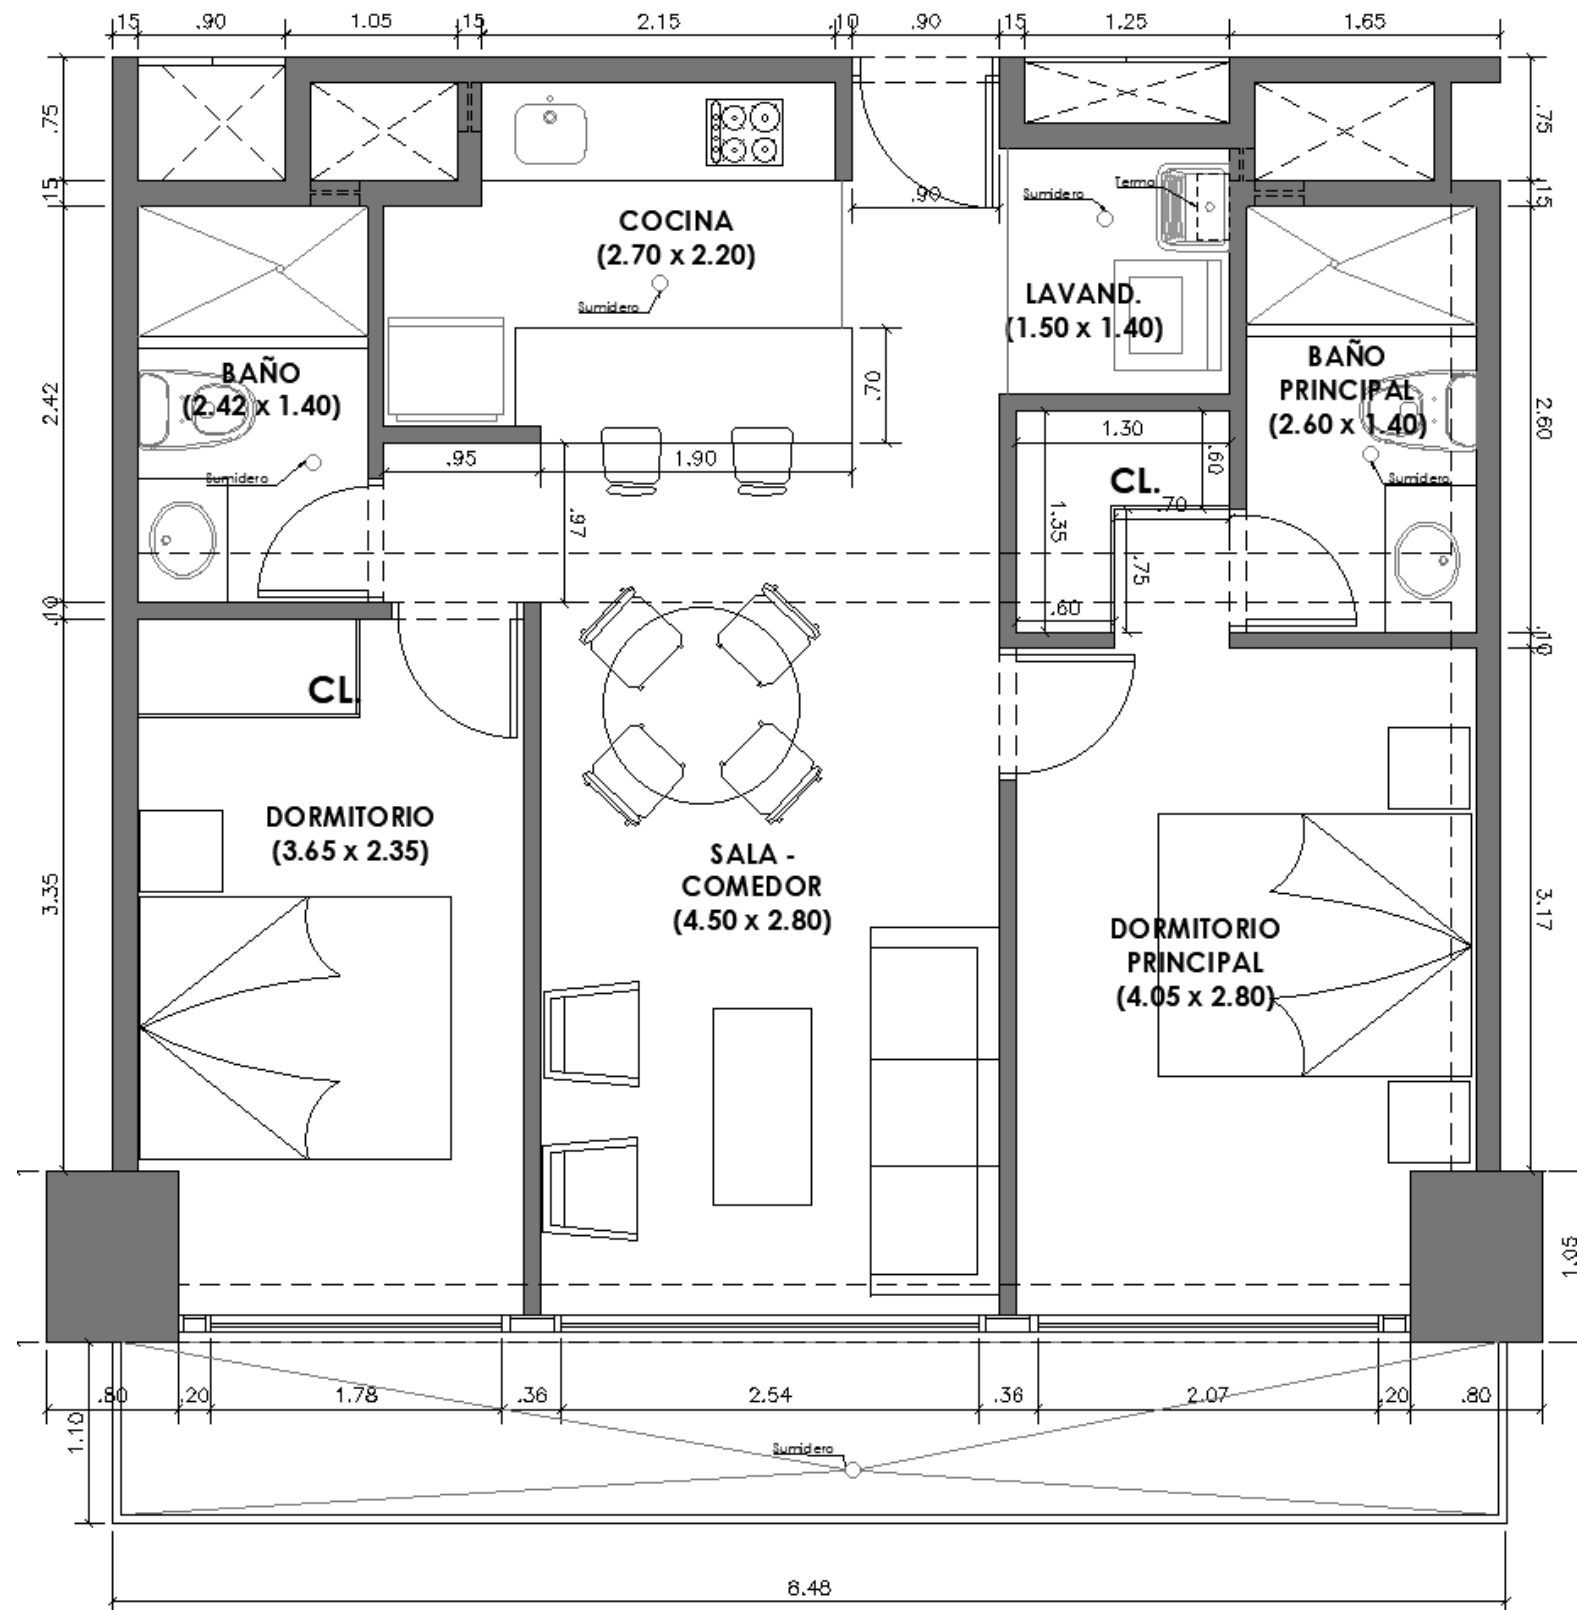 .15 .90 1.05 .15 2.15 .10 .90 .15 1.25 1.65
.75
.15
2.42
.10
3.35
COCINA
(2.70 x 2.20)
Sumidero
.90
Sumidero
Terma
LAVAND.
(1.50 x 1.40)
.75
.15
2.60
.10
3.17
1.05
BAÑO
(2.42 x 1.40)
Sumidero
.70
.95
1.90
.97
BAÑO
PRINCIPAL
(2.60 x 1.40)
Sumidero
1.30
.60
CL.
.70
1.35
.75
.60
CL.
DORMITORIO
(3.65 x 2.35)
SALA -
COMEDOR
(4.50 x 2.80)
DORMITORIO
PRINCIPAL
(4.05 x 2.80)
.80 .20 1.78 .36 2.54 .36 2.07 .20 .80
1.10
Sumidero
8.48